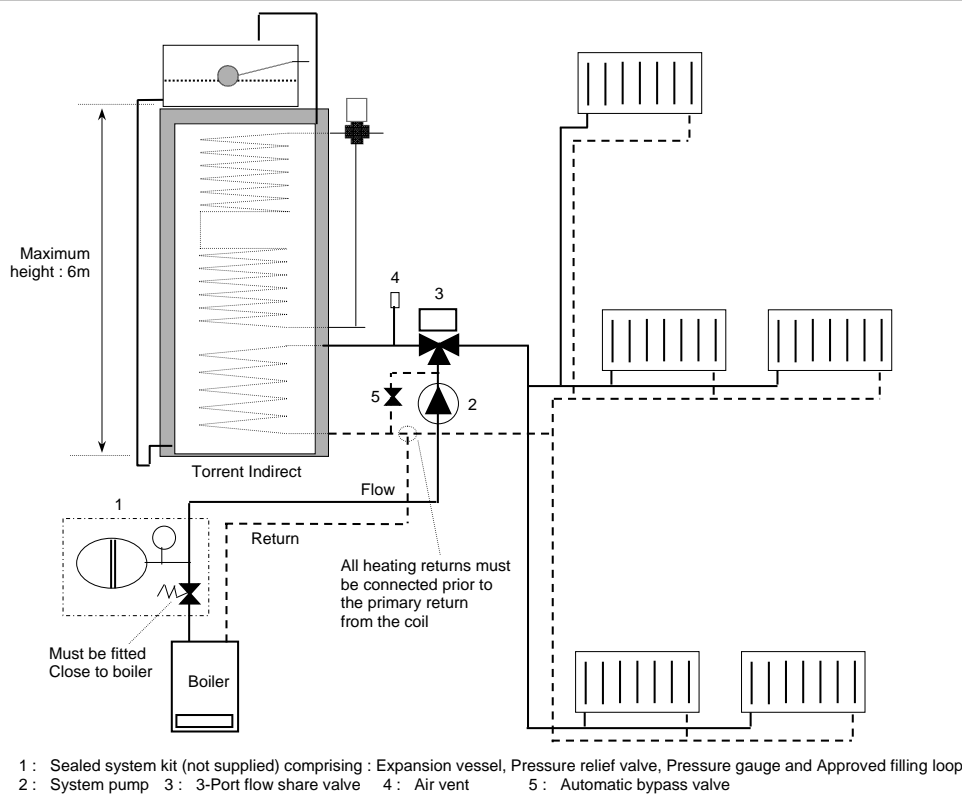 Maximum
height : 6m
4
3
5
2
Torrent Indirect
Flow
1
Return
All heating returns must
be connected prior to
the primary return
from the coil
Must be fitted
Close to boiler
Boiler
1 : Sealed system kit (not supplied) comprising : Expansion vessel, Pressure relief valve, Pressure gauge and Approved filling loop
2 : System pump 3 : 3-Port flow share valve 4 : Air vent 5 : Automatic bypass valve